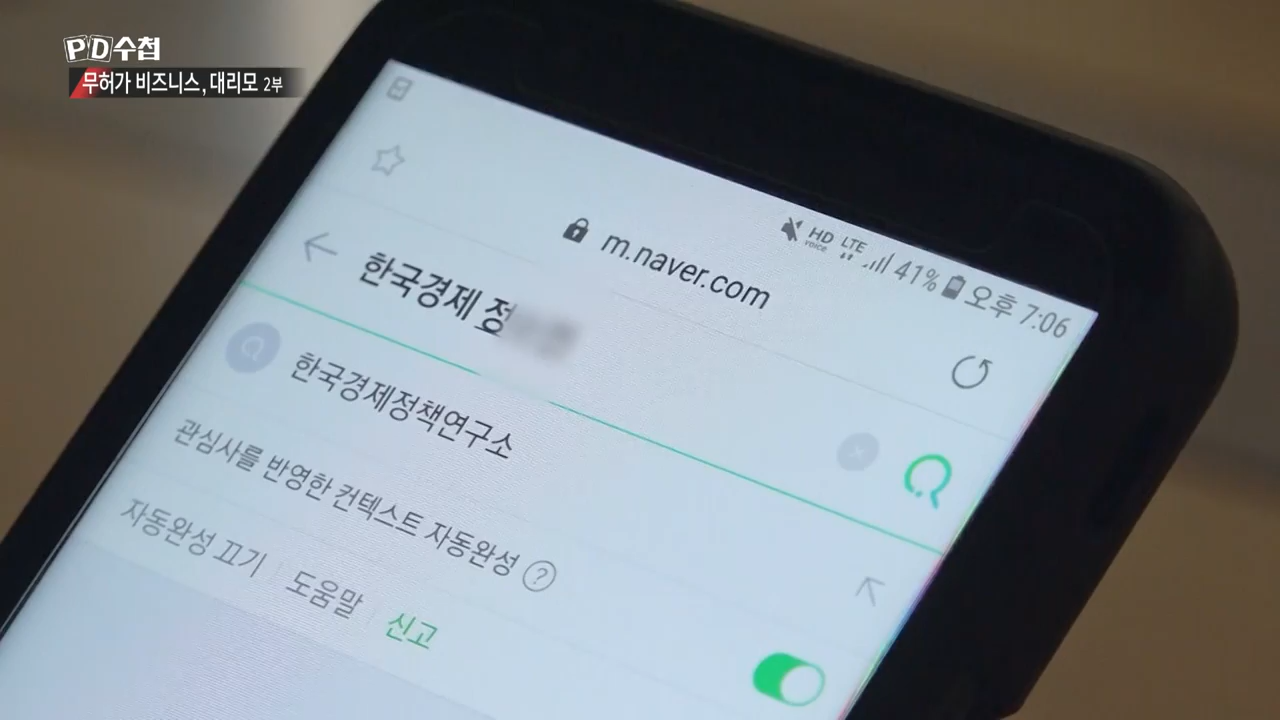 PD수첩
무허가 비즈니스, 대리모 2부
HD VOICE LTE 41% 오후 7:06
m.naver.com
한국경제 정
한국경제정책연구소
관심사를 반영한 컨텍스트 자동완성 ?
자동완성 끄기 도움말 신고